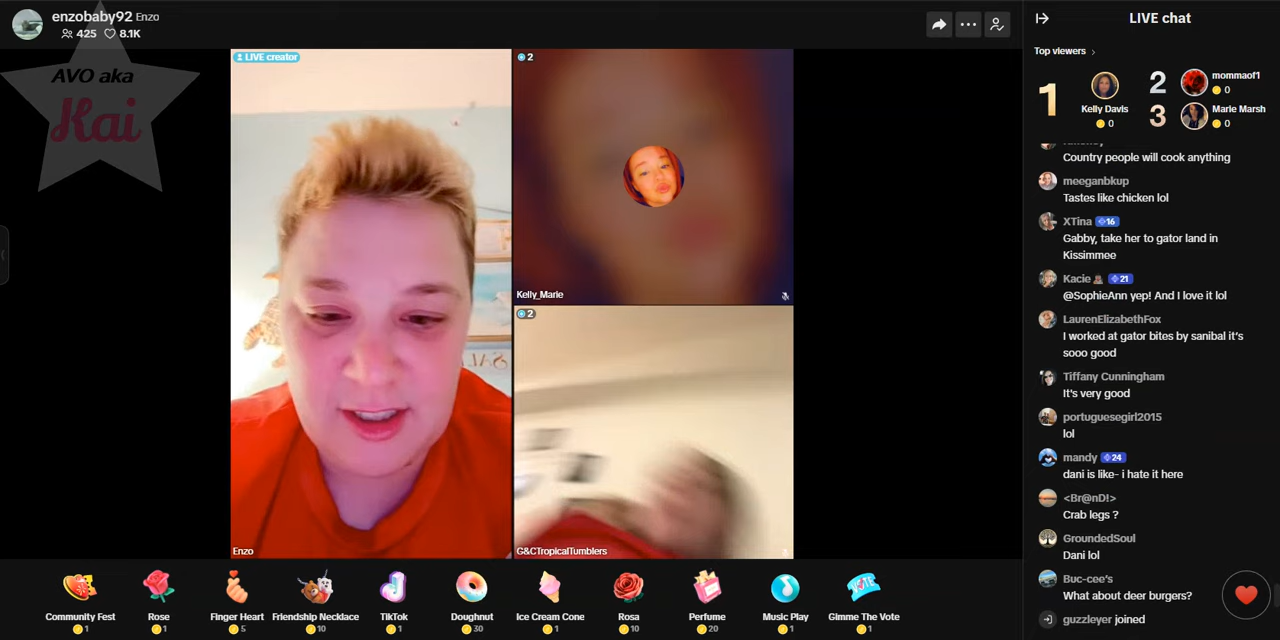 enzobaby92 Enzo
425 8.1K
AVO aka
Kai
LIVE creator
2
Kelly_Marie
2
Enzo
G&CTropicalTumblers
Community Fest
1
Rose
1
Finger Heart
5
Friendship Necklace
10
TikTok
1
Doughnut
30
Ice Cream Cone
1
Rosa
10
Perfume
20
Music Play
1
VOTE
Gimme The Vote
1
LIVE chat
Top viewers
1
Kelly Davis
0
2
mommaof1
0
3
Marie Marsh
0
Country people will cook anything
meeganbkup
Tastes like chicken lol
XTina 16
Gabby, take her to gator land in
Kissimmee
Kacie 21
@SophieAnn yep! And I love it lol
LaurenElizabethFox
I worked at gator bites by sanibal it's
sooo good
Tiffany Cunningham
It's very good
portuguesegirl2015
lol
mandy 24
dani is like- i hate it here
<Br@nD!>
Crab legs ?
GroundedSoul
Dani lol
Buc-cee's
What about deer burgers?
guzzleyer joined